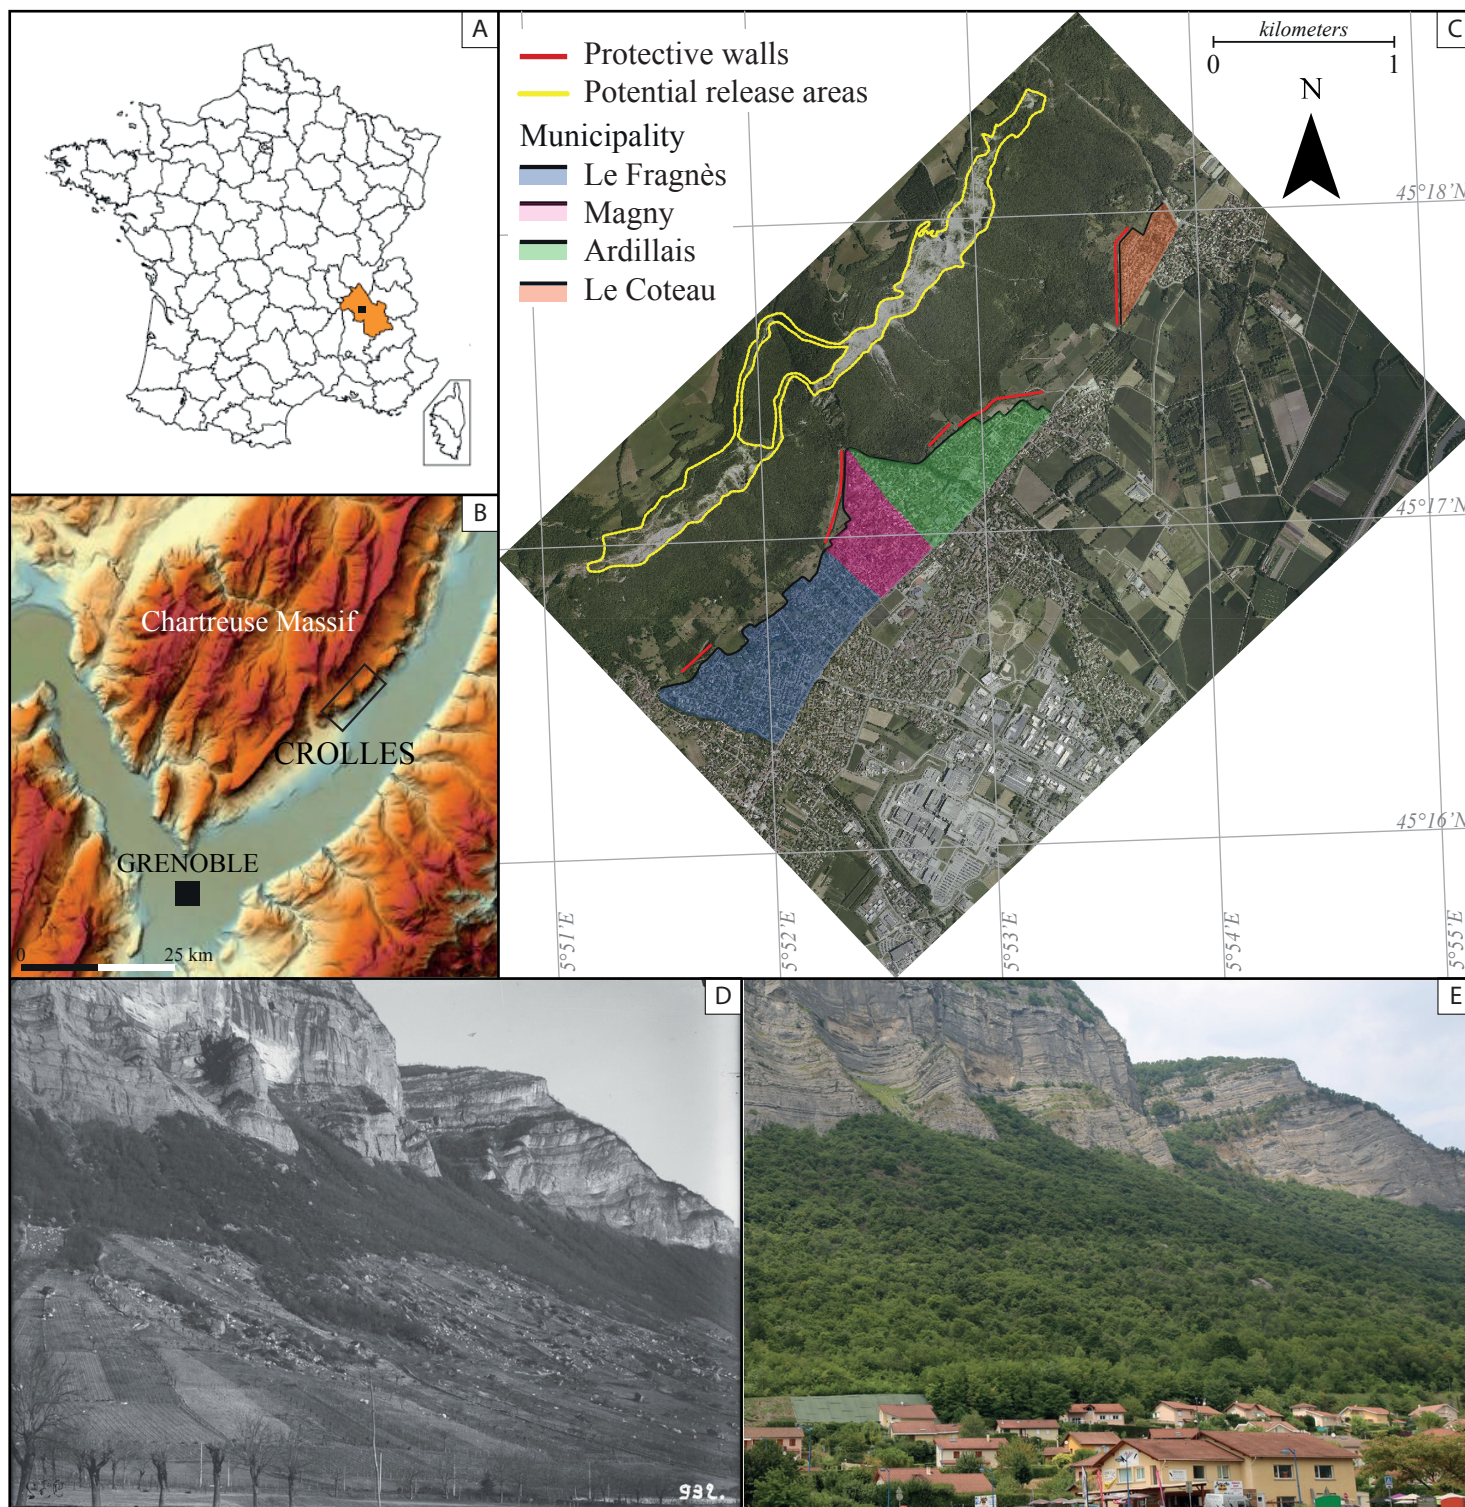 A
B
Chartreuse Massif
CROLLES
GRENOBLE
0 25 km
C
Protective walls
Potential release areas
Municipality
Le Fragnès
Magny
Ardillais
Le Coteau
kilometers
0 1
N
45°18'N
45°17'N
45°16'N
5°51'E
5°52'E
5°53'E
5°54'E
5°55'E
D
932.
E